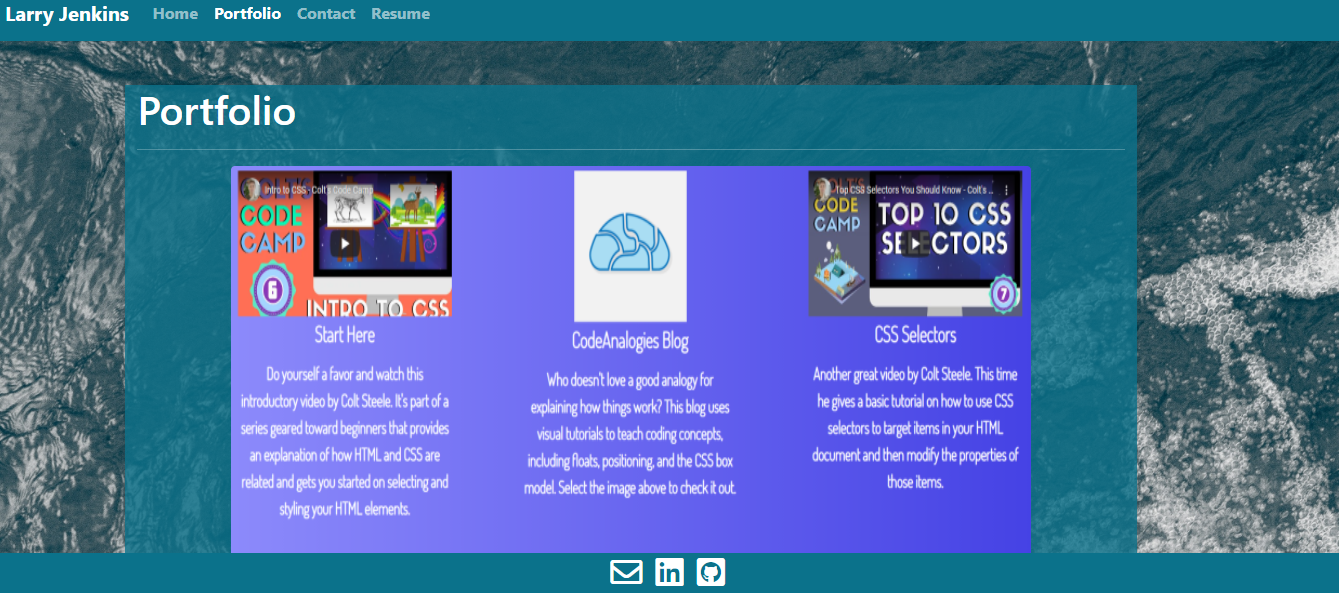 Larry Jenkins Home Portfolio Contact Resume
Portfolio
Intro to CSS - Colt's Code Camp
COLT'S
CODE
CAMP
6
INTRO TO CSS
Start Here
Do yourself a favor and watch this
introductory video by Colt Steele. It's part of a
series geared toward beginners that provides
an explanation of how HTML and CSS are
related and gets you started on selecting and
styling your HTML elements.
CodeAnalogies Blog
Who doesn't love a good analogy for
explaining how things work? This blog uses
visual tutorials to teach coding concepts,
including floats, positioning, and the CSS box
model. Select the image above to check it out.
Top CSS Selectors You Should Know - Colt's ...
COLT'S
CODE
CAMP
TOP 10 CSS
SELECTORS
7
CSS Selectors
Another great video by Colt Steele. This time
he gives a basic tutorial on how to use CSS
selectors to target items in your HTML
document and then modify the properties of
those items.
in